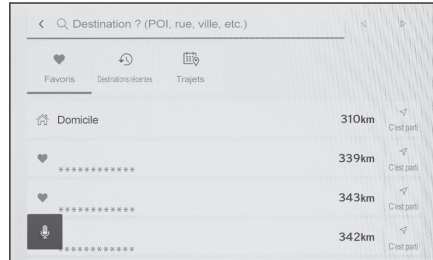 Destination ? (POI, rue, ville, etc.)
Favoris
Destinations récentes
Trajets
Domicile
310km
C'est parti
************
339km
C'est parti
************
343km
C'est parti
************
342km
C'est parti